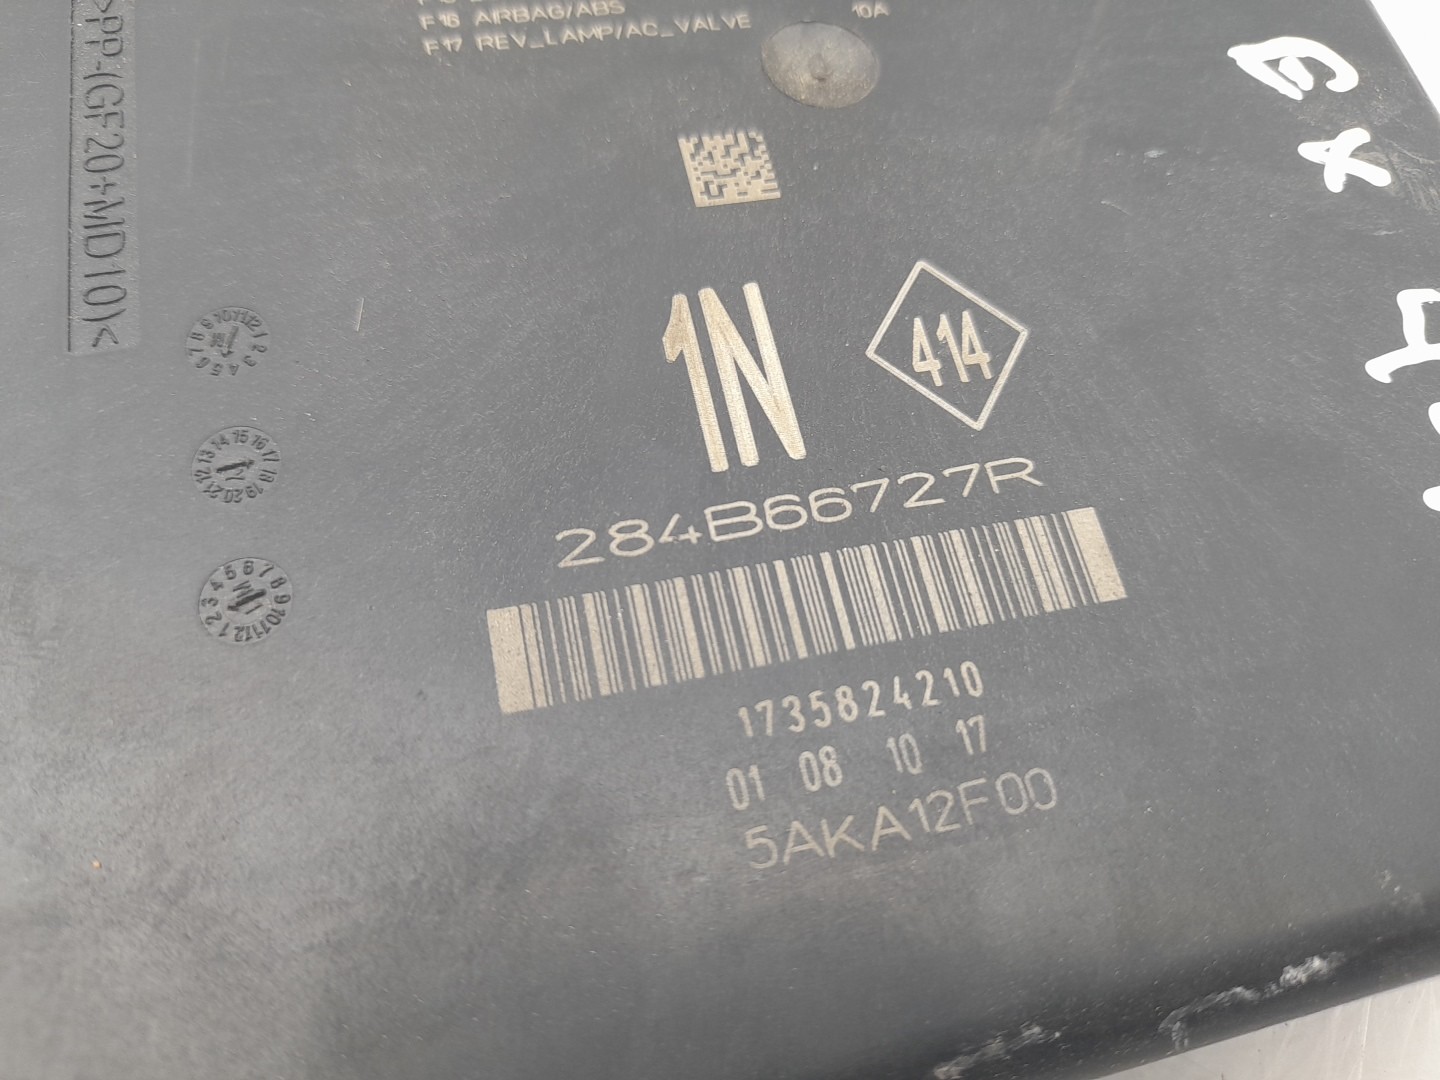 F16 AIRBAG/ABS 10A
F17 REV_LAMP/AC_VALVE
>PP-(GF20+MD10)<
1N
414
284B66727R
1735824210
01 08 10 17
5AKA12F00